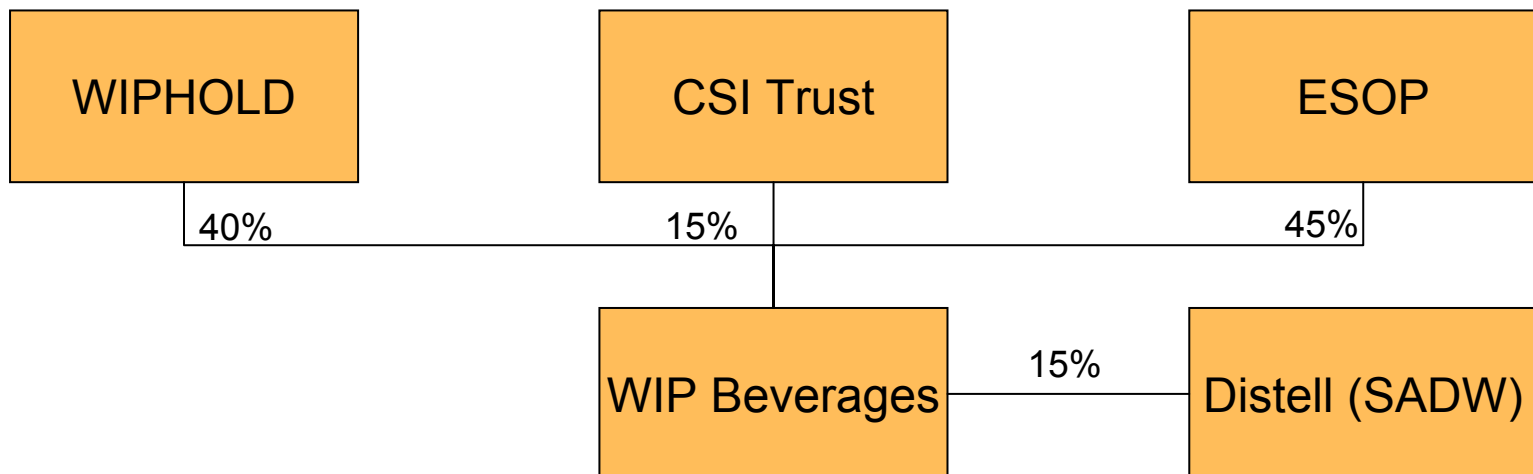 WIPHOLD
CSI Trust
ESOP
40%
15%
45%
WIP Beverages
15%
Distell (SADW)